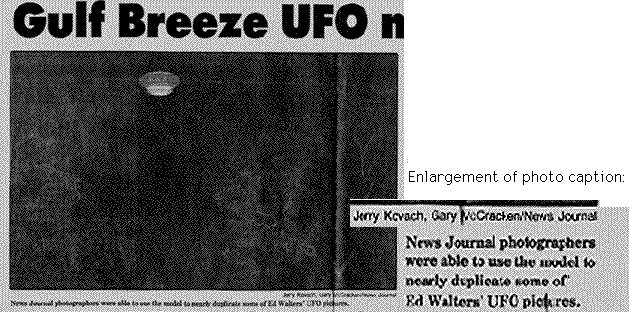 Gulf Breeze UFO n
Jerry Kovach, Gary McCracken/News Journal
News Journal photographers were able to use the model to nearly duplicate some of Ed Walters' UFO pictures.
Enlargement of photo caption:
Jerry Kovach, Gary McCracken/News Journal
News Journal photographers
were able to use the model to
nearly duplicate some of
Ed Walters' UFO pictures.